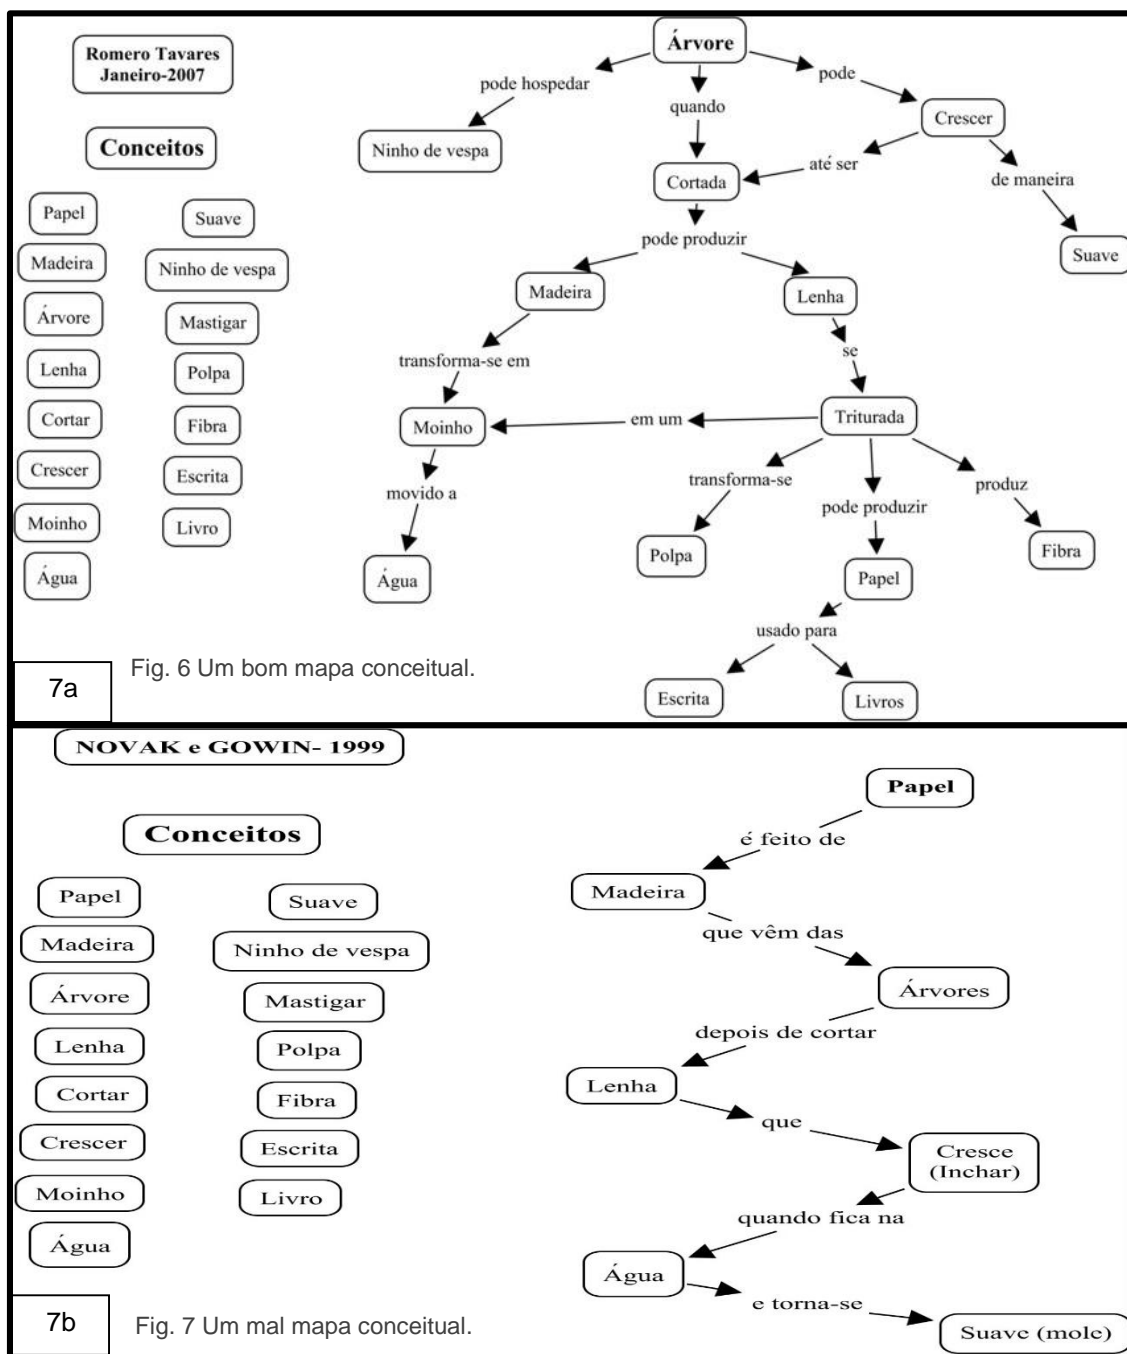 Romero Tavares
Janeiro-2007
Conceitos
Papel
Suave
Madeira
Ninho de vespa
Árvore
Mastigar
Lenha
Polpa
Cortar
Fibra
Crescer
Escrita
Moinho
Livro
Água
Árvore
pode hospedar
quando
pode
Ninho de vespa
Crescer
Cortada
até ser
de maneira
Suave
pode produzir
Madeira
Lenha
transforma-se em
se
Moinho
em um
Triturada
movido a
transforma-se
pode produzir
produz
Água
Polpa
Papel
Fibra
usado para
Escrita
Livros
7a
Fig. 6 Um bom mapa conceitual.
NOVAK e GOWIN- 1999
Conceitos
Papel
Suave
Madeira
Ninho de vespa
Árvore
Mastigar
Lenha
Polpa
Cortar
Fibra
Crescer
Escrita
Moinho
Livro
Água
Papel
é feito de
Madeira
que vêm das
Árvores
depois de cortar
Lenha
que
Cresce
(Inchar)
quando fica na
Água
e torna-se
Suave (mole)
7b
Fig. 7 Um mal mapa conceitual.